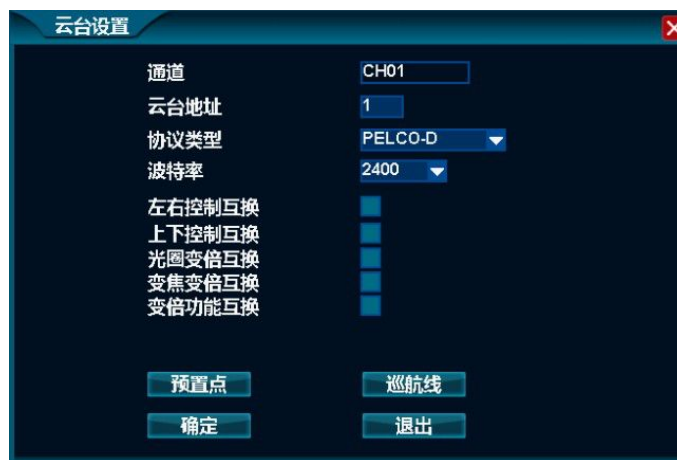 云台设置
通道 CH01
云台地址 1
协议类型 PELCO-D
波特率 2400
左右控制互换
上下控制互换
光圈变倍互换
变焦变倍互换
变倍功能互换
预置点 巡航线
确定 退出